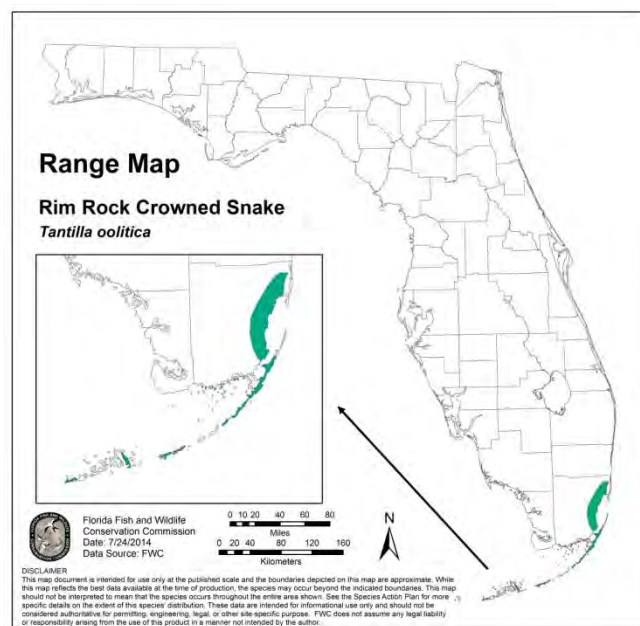 Range Map
Rim Rock Crowned Snake
Tantilla oolitica
Florida Fish and Wildlife
Conservation Commission
Date: 7/24/2014
Data Source: FWC
0 10 20 40 60 80
Miles
0 20 40 80 120 160
Kilometers
N
DISCLAIMER
This map document is intended for use only at the published scale and the boundaries depicted on this map are approximate. While
this map reflects the best data available at the time of production, the species may occur beyond the indicated boundaries. This map
should not be interpreted to mean that the species occurs throughout the entire area shown. See the Species Action Plan for more
specific details on the extent of this species' distribution. These data are intended for informational use only and should not be
considered authoritative for permitting, engineering, legal, or other site-specific purpose. FWC does not assume any legal liability
or responsibility arising from the use of this product in a manner not intended by the author.